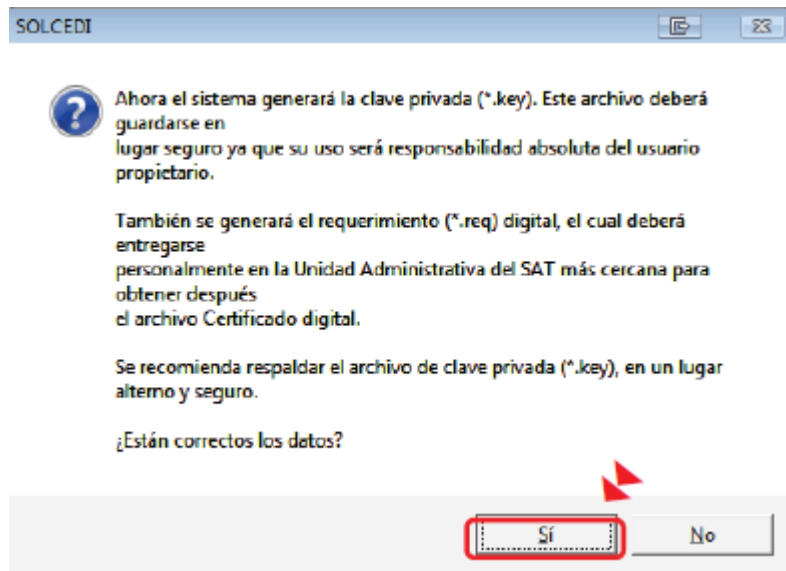 SOLCEDI
Ahora el sistema generará la clave privada (*.key). Este archivo deberá
guardarse en
lugar seguro ya que su uso será responsabilidad absoluta del usuario
propietario.
También se generará el requerimiento (*.req) digital, el cual deberá
entregarse
personalmente en la Unidad Administrativa del SAT más cercana para
obtener después
el archivo Certificado digital.
Se recomienda respaldar el archivo de clave privada (*.key), en un lugar
alterno y seguro.
¿Están correctos los datos?
Sí
No